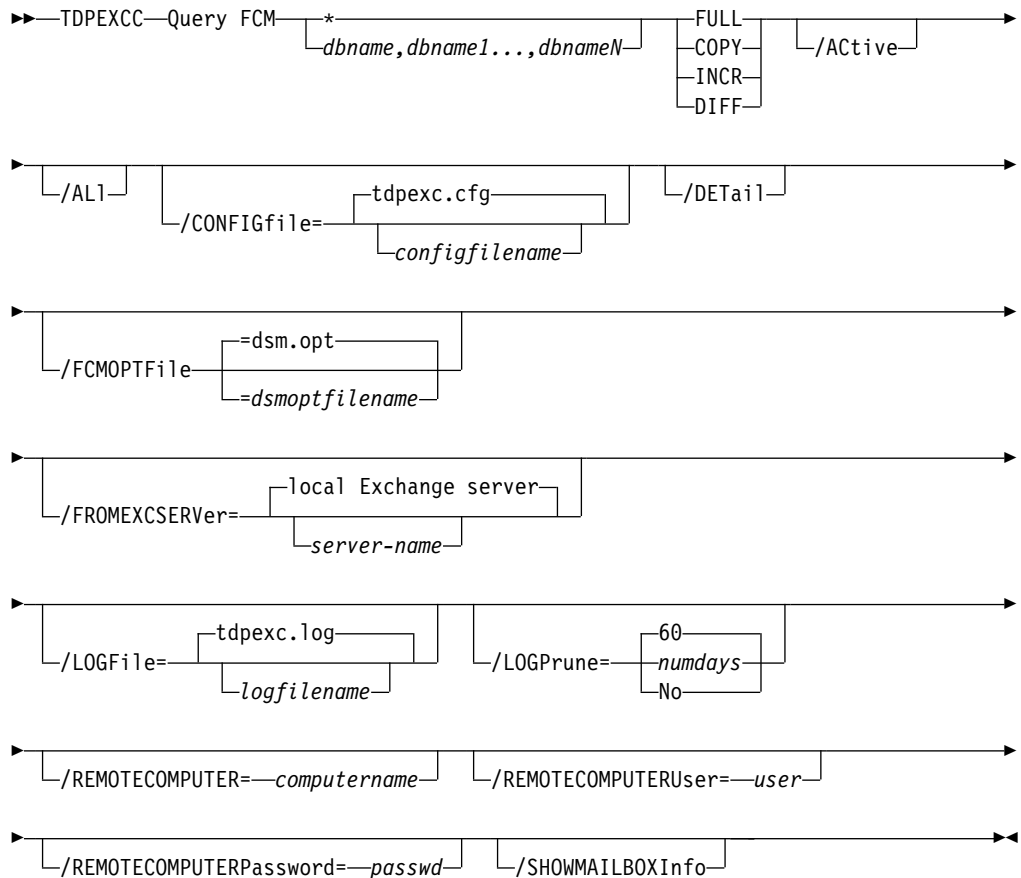 TDPEXCC Query FCM * FULL
dbname,dbname1...,dbnameN COPY /ACtive
INCR
DIFF
/ALl
/CONFIGfile= tdpexc.cfg /DETail
configfilename
/FCMOPTFile =dsm.opt
=dsmoptfilename
/FROMEXCSERVer= local Exchange server
server-name
/LOGFile= tdpexc.log /LOGPrune= 60
logfilename numdays
No
/REMOTECOMPUTER= computername /REMOTECOMPUTERUser= user
/REMOTECOMPUTERPassword= passwd /SHOWMAILBOXInfo